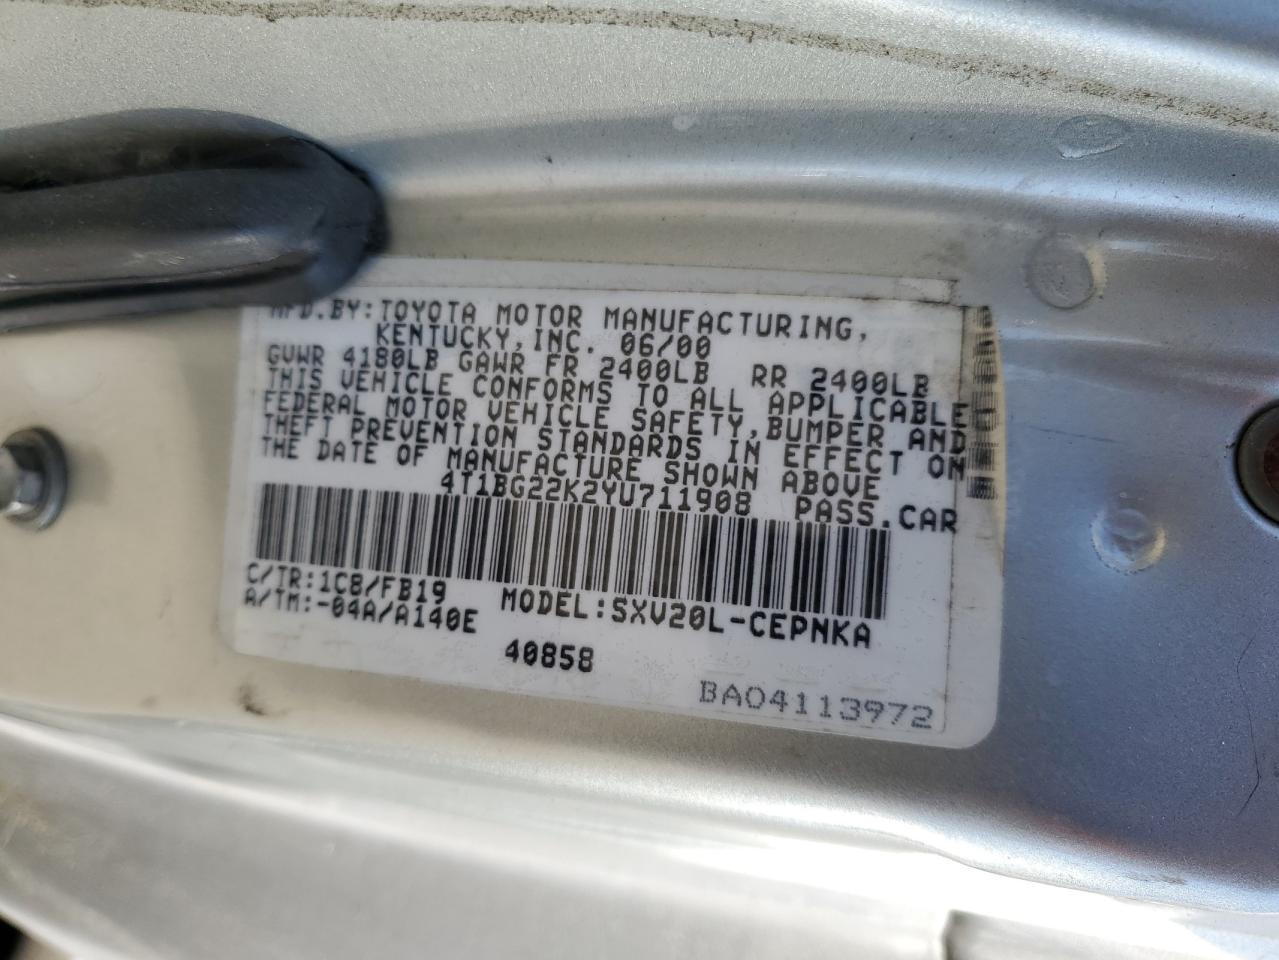 MFD.BY:TOYOTA MOTOR MANUFACTURING,
KENTUCKY,INC. 06/00
GVWR 4180LB GAWR FR 2400LB RR 2400LB
THIS VEHICLE CONFORMS TO ALL APPLICABLE
FEDERAL MOTOR VEHICLE SAFETY,BUMPER AND
THEFT PREVENTION STANDARDS IN EFFECT ON
THE DATE OF MANUFACTURE SHOWN ABOVE
4T1BG22K2YU711908 PASS.CAR
C/TR:1C8/FB19
A/TM:-04A/A140E
MODEL:SXV20L-CEPNKA
40858
BA04113972